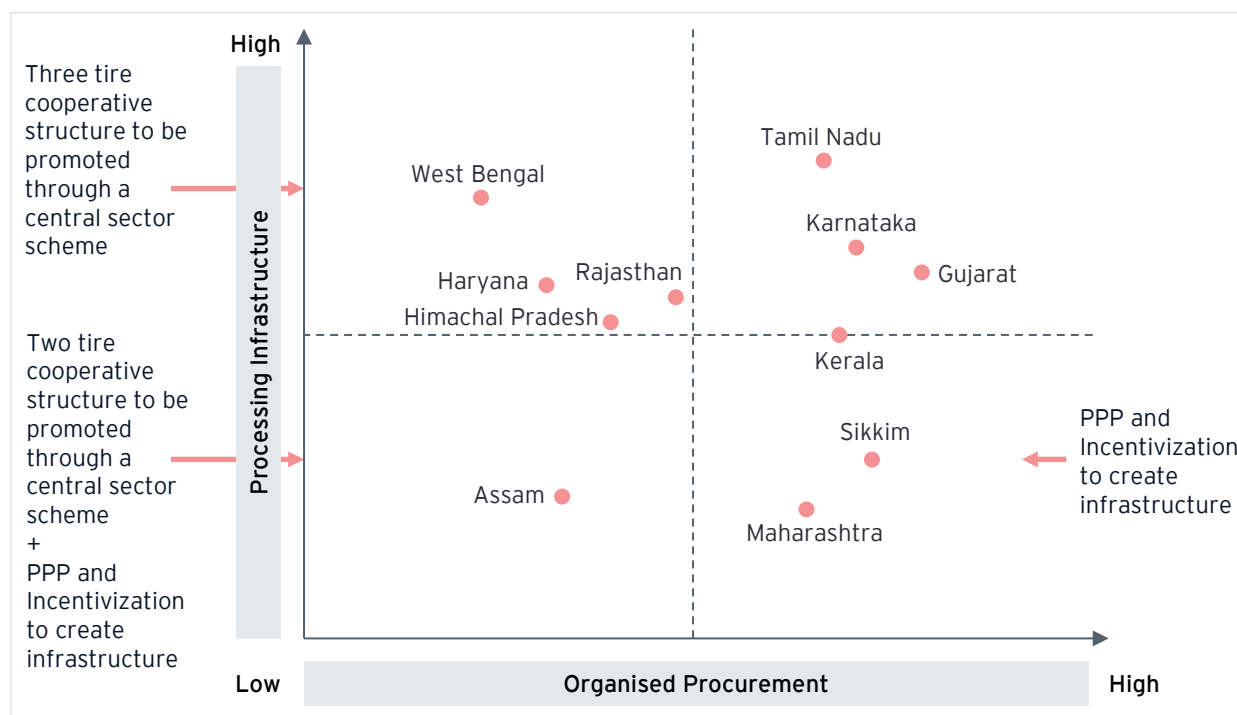 High
Three tire
cooperative
structure to be
promoted
through a
central sector
scheme
Two tire
cooperative
structure to be
promoted
through a
central sector
scheme
+
PPP and
Incentivization
to create
infrastructure
Processing Infrastructure
Tamil Nadu
West Bengal
Karnataka
Gujarat
Haryana
Rajasthan
Himachal Pradesh
Kerala
Sikkim
Assam
Maharashtra
PPP and
Incentivization
to create
infrastructure
Low
Organised Procurement
High